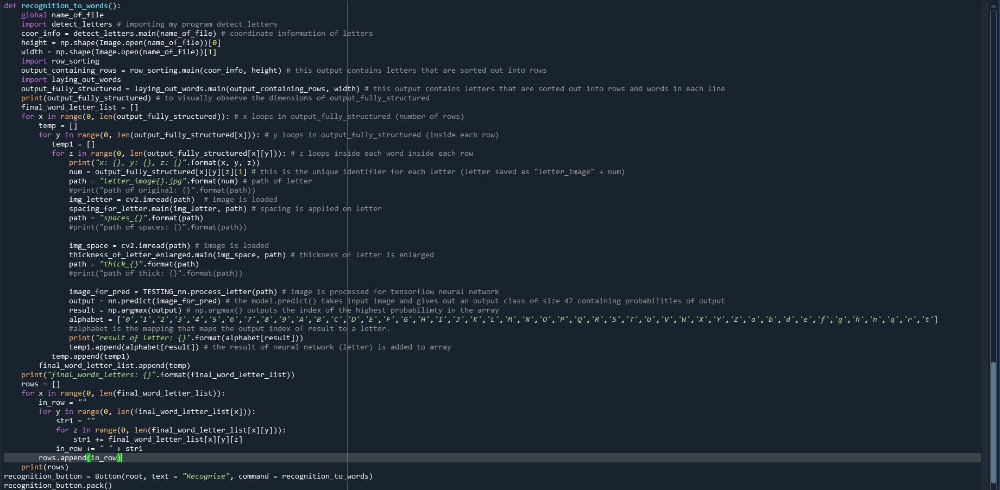 def recognition_to_words():
    global name_of_file
    import detect_letters # importing my program detect_letters
    coor_info = detect_letters.main(name_of_file) # coordinate information of letters
    height = np.shape(Image.open(name_of_file))[0]
    width = np.shape(Image.open(name_of_file))[1]
    import row_sorting
    output_containing_rows = row_sorting.main(coor_info, height) # this output contains letters that are sorted out into rows
    import laying_out_words
    output_fully_structured = laying_out_words.main(output_containing_rows, width) # this output contains letters that are sorted out into rows and words in each line
    print(output_fully_structured) # to visually observe the dimensions of output_fully_structured
    final_word_letter_list = []
    for x in range(0, len(output_fully_structured)): # x loops in output_fully_structured (number of rows)
        temp = []
        for y in range(0, len(output_fully_structured[x])): # y loops in output_fully_structured (inside each row)
           temp1 = []
           for z in range(0, len(output_fully_structured[x][y])): # z loops inside each word inside each row
               print("x: {}, y: {}, z: {}".format(x, y, z))
               num = output_fully_structured[x][y][z][1] # this is the unique identifier for each letter (letter saved as "letter_image" + num)
               path = "letter_image{}.jpg".format(num) # path of letter
               #print("path of original: {}".format(path))
               img_letter = cv2.imread(path)  # image is loaded
               spacing_for_letter.main(img_letter, path) # spacing is applied on letter
               path = "spaces_{}".format(path)
               #print("path of spaces: {}".format(path))

               img_space = cv2.imread(path) # image is loaded
               thickness_of_letter_enlarged.main(img_space, path) # thickness of letter is enlarged
               path = "thick_{}".format(path)
               #print("path of thick: {}".format(path))

               image_for_pred = TESTING_nn.process_letter(path) # image is processed for tensorflow neural network
               output = nn.predict(image_for_pred) # the model.predict() takes input image and gives out an output class of size 47 containing probabilities of output
               result = np.argmax(output) # np.argmax() outputs the index of the highest probabilimty in the array
               alphabet = ['0','1','2','3','4','5','6','7','8','9','A','B','C','D','E','F','G','H','I','J','K','L','M','N','O','P','Q','R','S','T','U','V','W','X','Y','Z','a','b','d','e','f','g','h','n','q','r','t']
               #alphabet is the mapping that maps the output index of result to a letter.
               print("result of letter: {}".format(alphabet[result]))
               temp1.append(alphabet[result]) # the result of neural network (letter) is added to array
           temp.append(temp1)
        final_word_letter_list.append(temp)
    print("final_words_letters: {}".format(final_word_letter_list))
    rows = []
    for x in range(0, len(final_word_letter_list)):
        in_row = ""
        for y in range(0, len(final_word_letter_list[x])):
            str1 = ""
            for z in range(0, len(final_word_letter_list[x][y])):
                str1 += final_word_letter_list[x][y][z]
            in_row += " " + str1
        rows.append(in_row)
    print(rows)
recognition_button = Button(root, text = "Recognise", command = recognition_to_words)
recognition_button.pack()